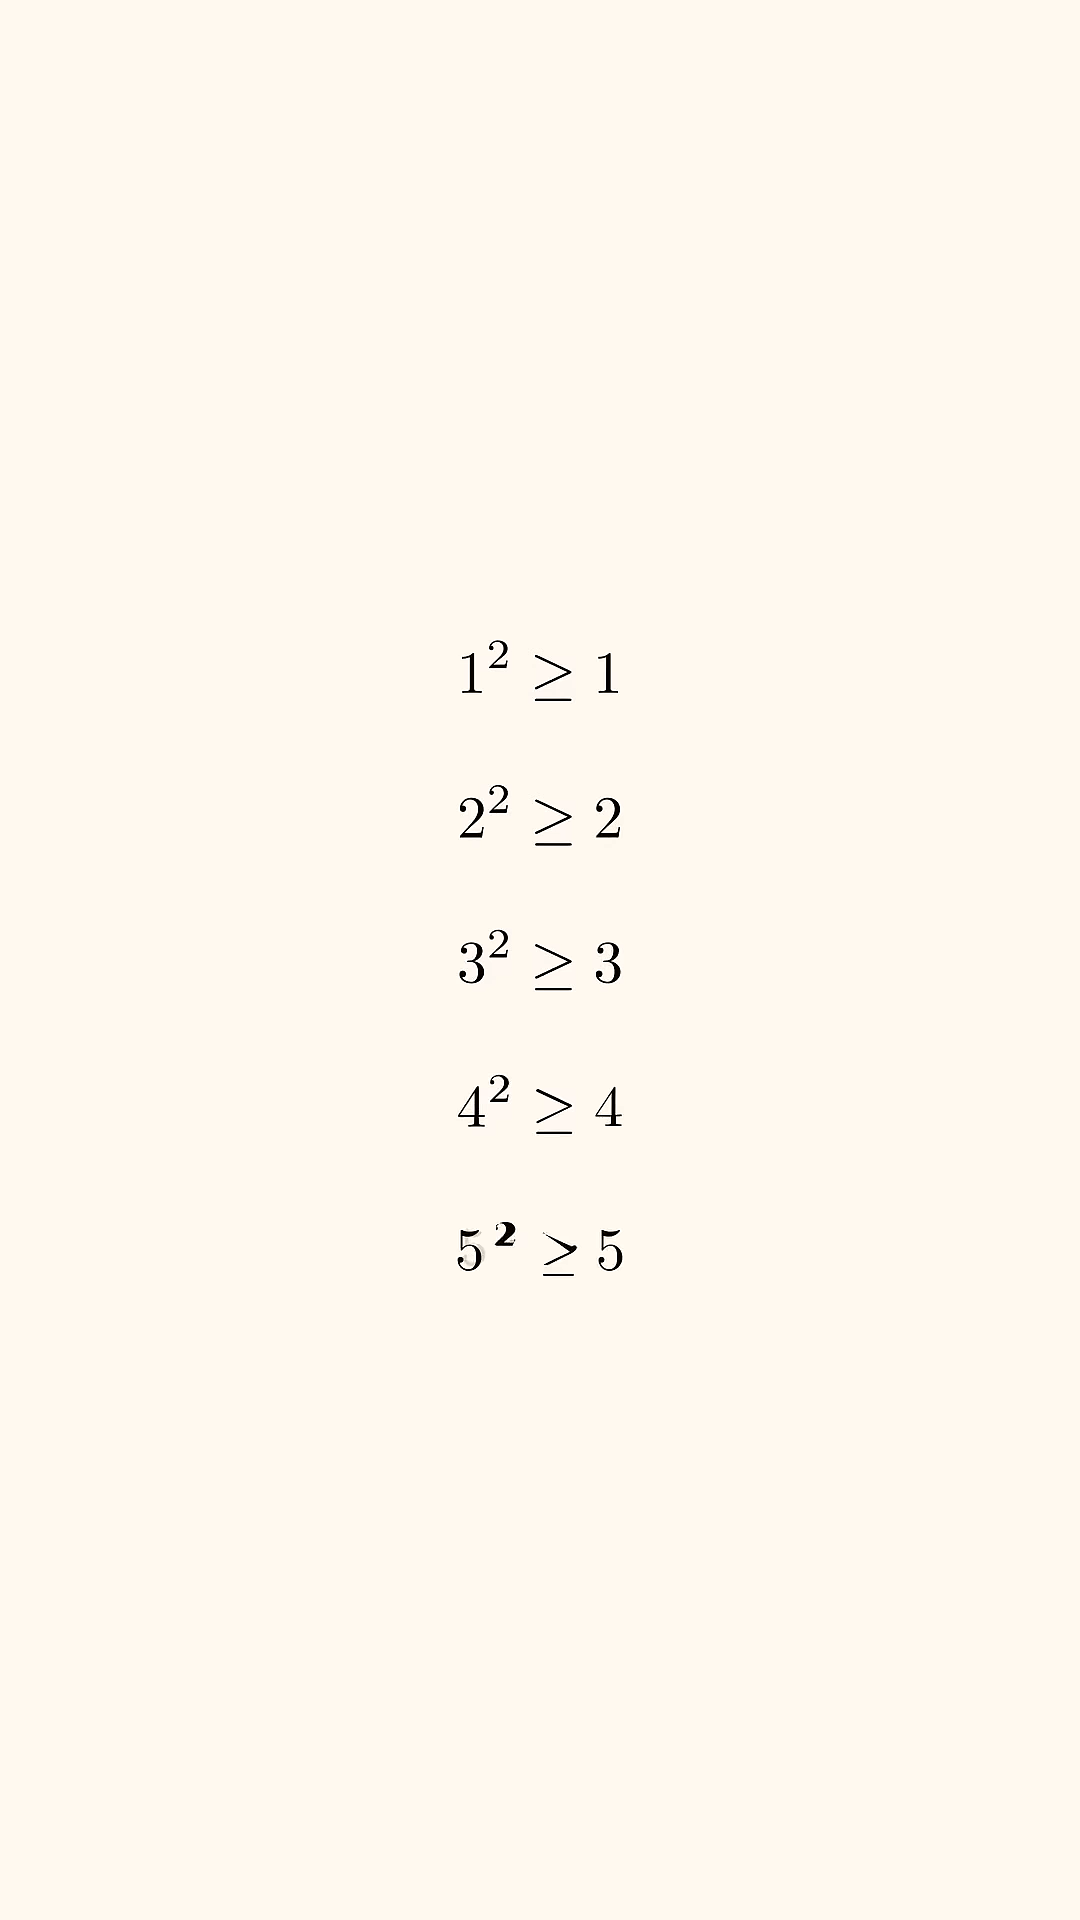 1² ≥ 1
2² ≥ 2
3² ≥ 3
4² ≥ 4
5² ≥ 5